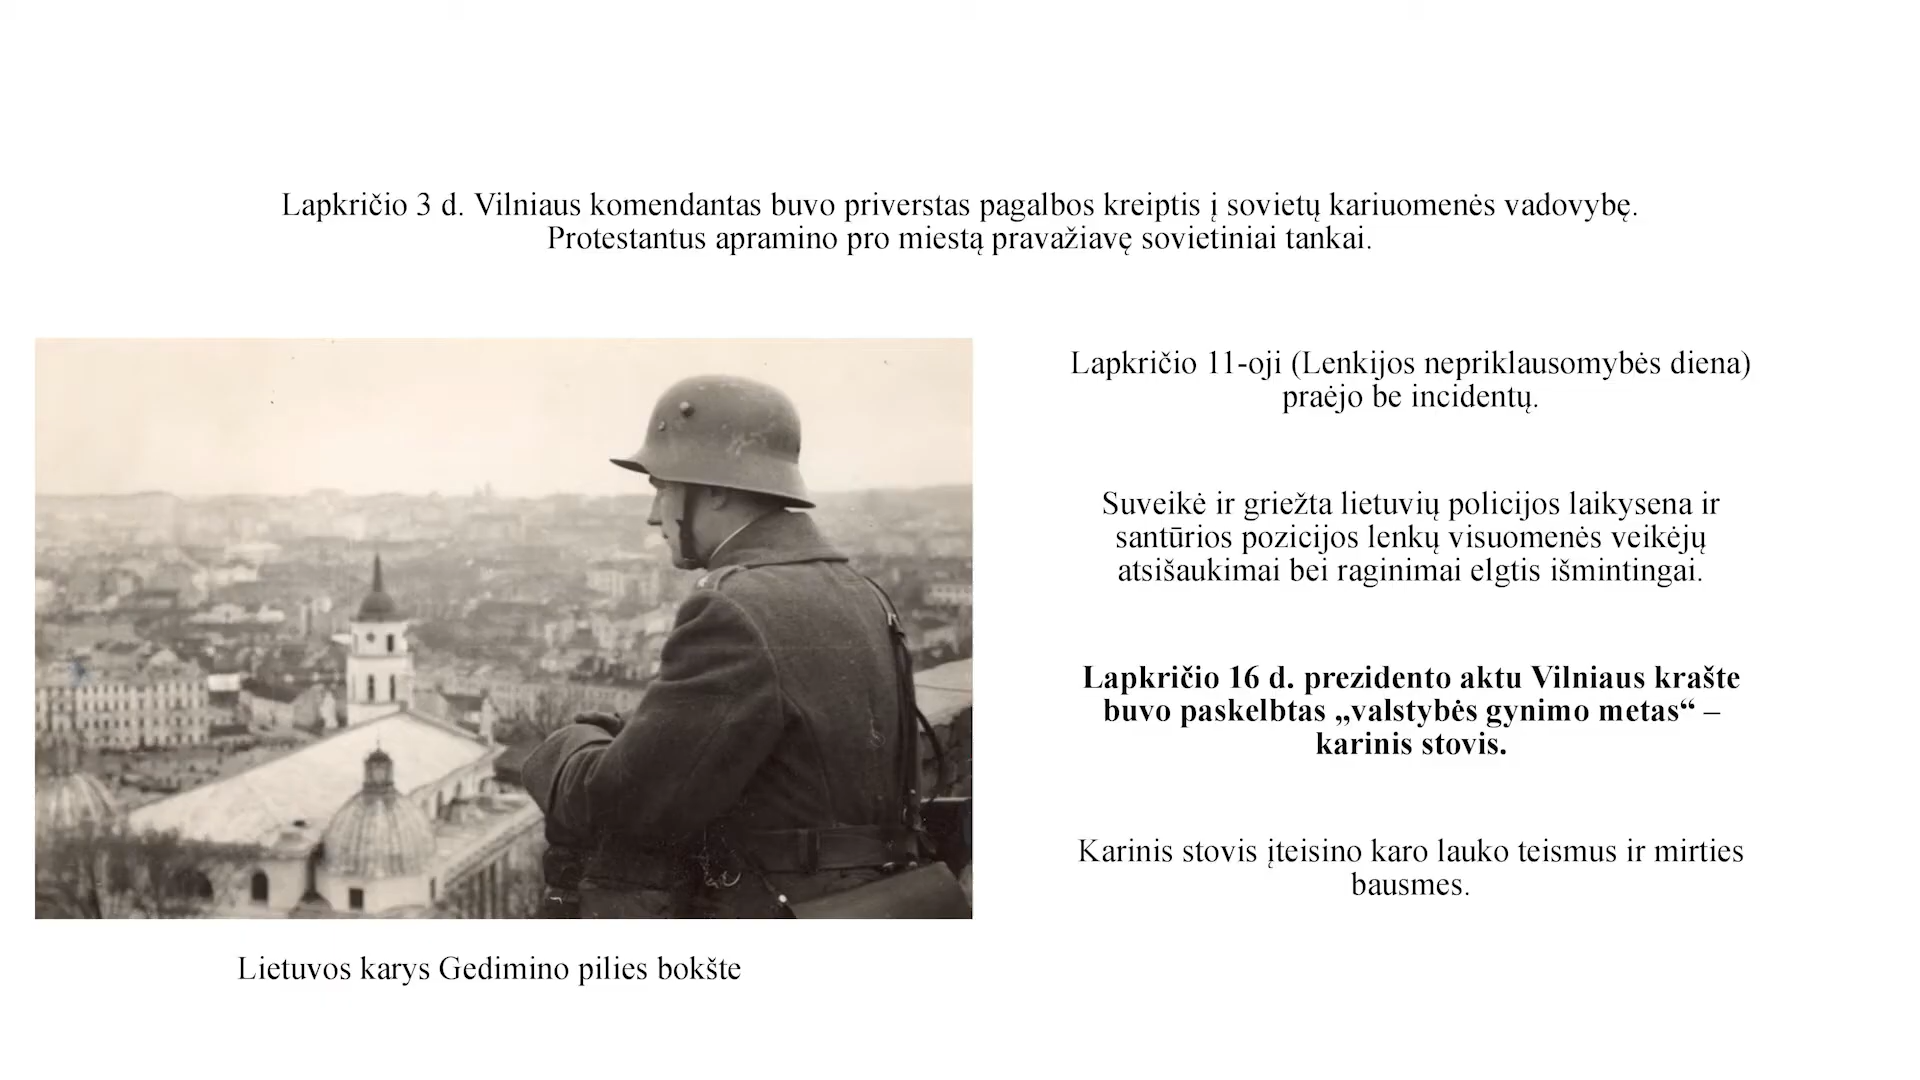 Lapkričio 3 d. Vilniaus komendantas buvo priverstas pagalbos kreiptis į sovietų kariuomenės vadovybę.
Protestantus apramino pro miestą pravažiavę sovietiniai tankai.
Lapkričio 11-oji (Lenkijos nepriklausomybės diena)
praėjo be incidentų.
Suveikė ir griežta lietuvių policijos laikysena ir
santūrios pozicijos lenkų visuomenės veikėjų
atsišaukimai bei raginimai elgtis išmintingai.
Lapkričio 16 d. prezidento aktu Vilniaus krašte
buvo paskelbtas „valstybės gynimo metas“ –
karinis stovis.
Karinis stovis įteisino karo lauko teismus ir mirties
bausmes.
Lietuvos karys Gedimino pilies bokšte